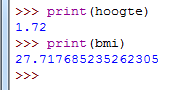 >>> print(hoogte)
1.72
>>> print(bmi)
27.717685235262305
>>>